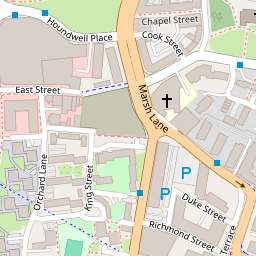 Chapel Street
Houndwell Place
Cook Street
East Street
Marsh Lane
Orchard Lane
King Street
P
P
Duke Street
Richmond Street
Terrace